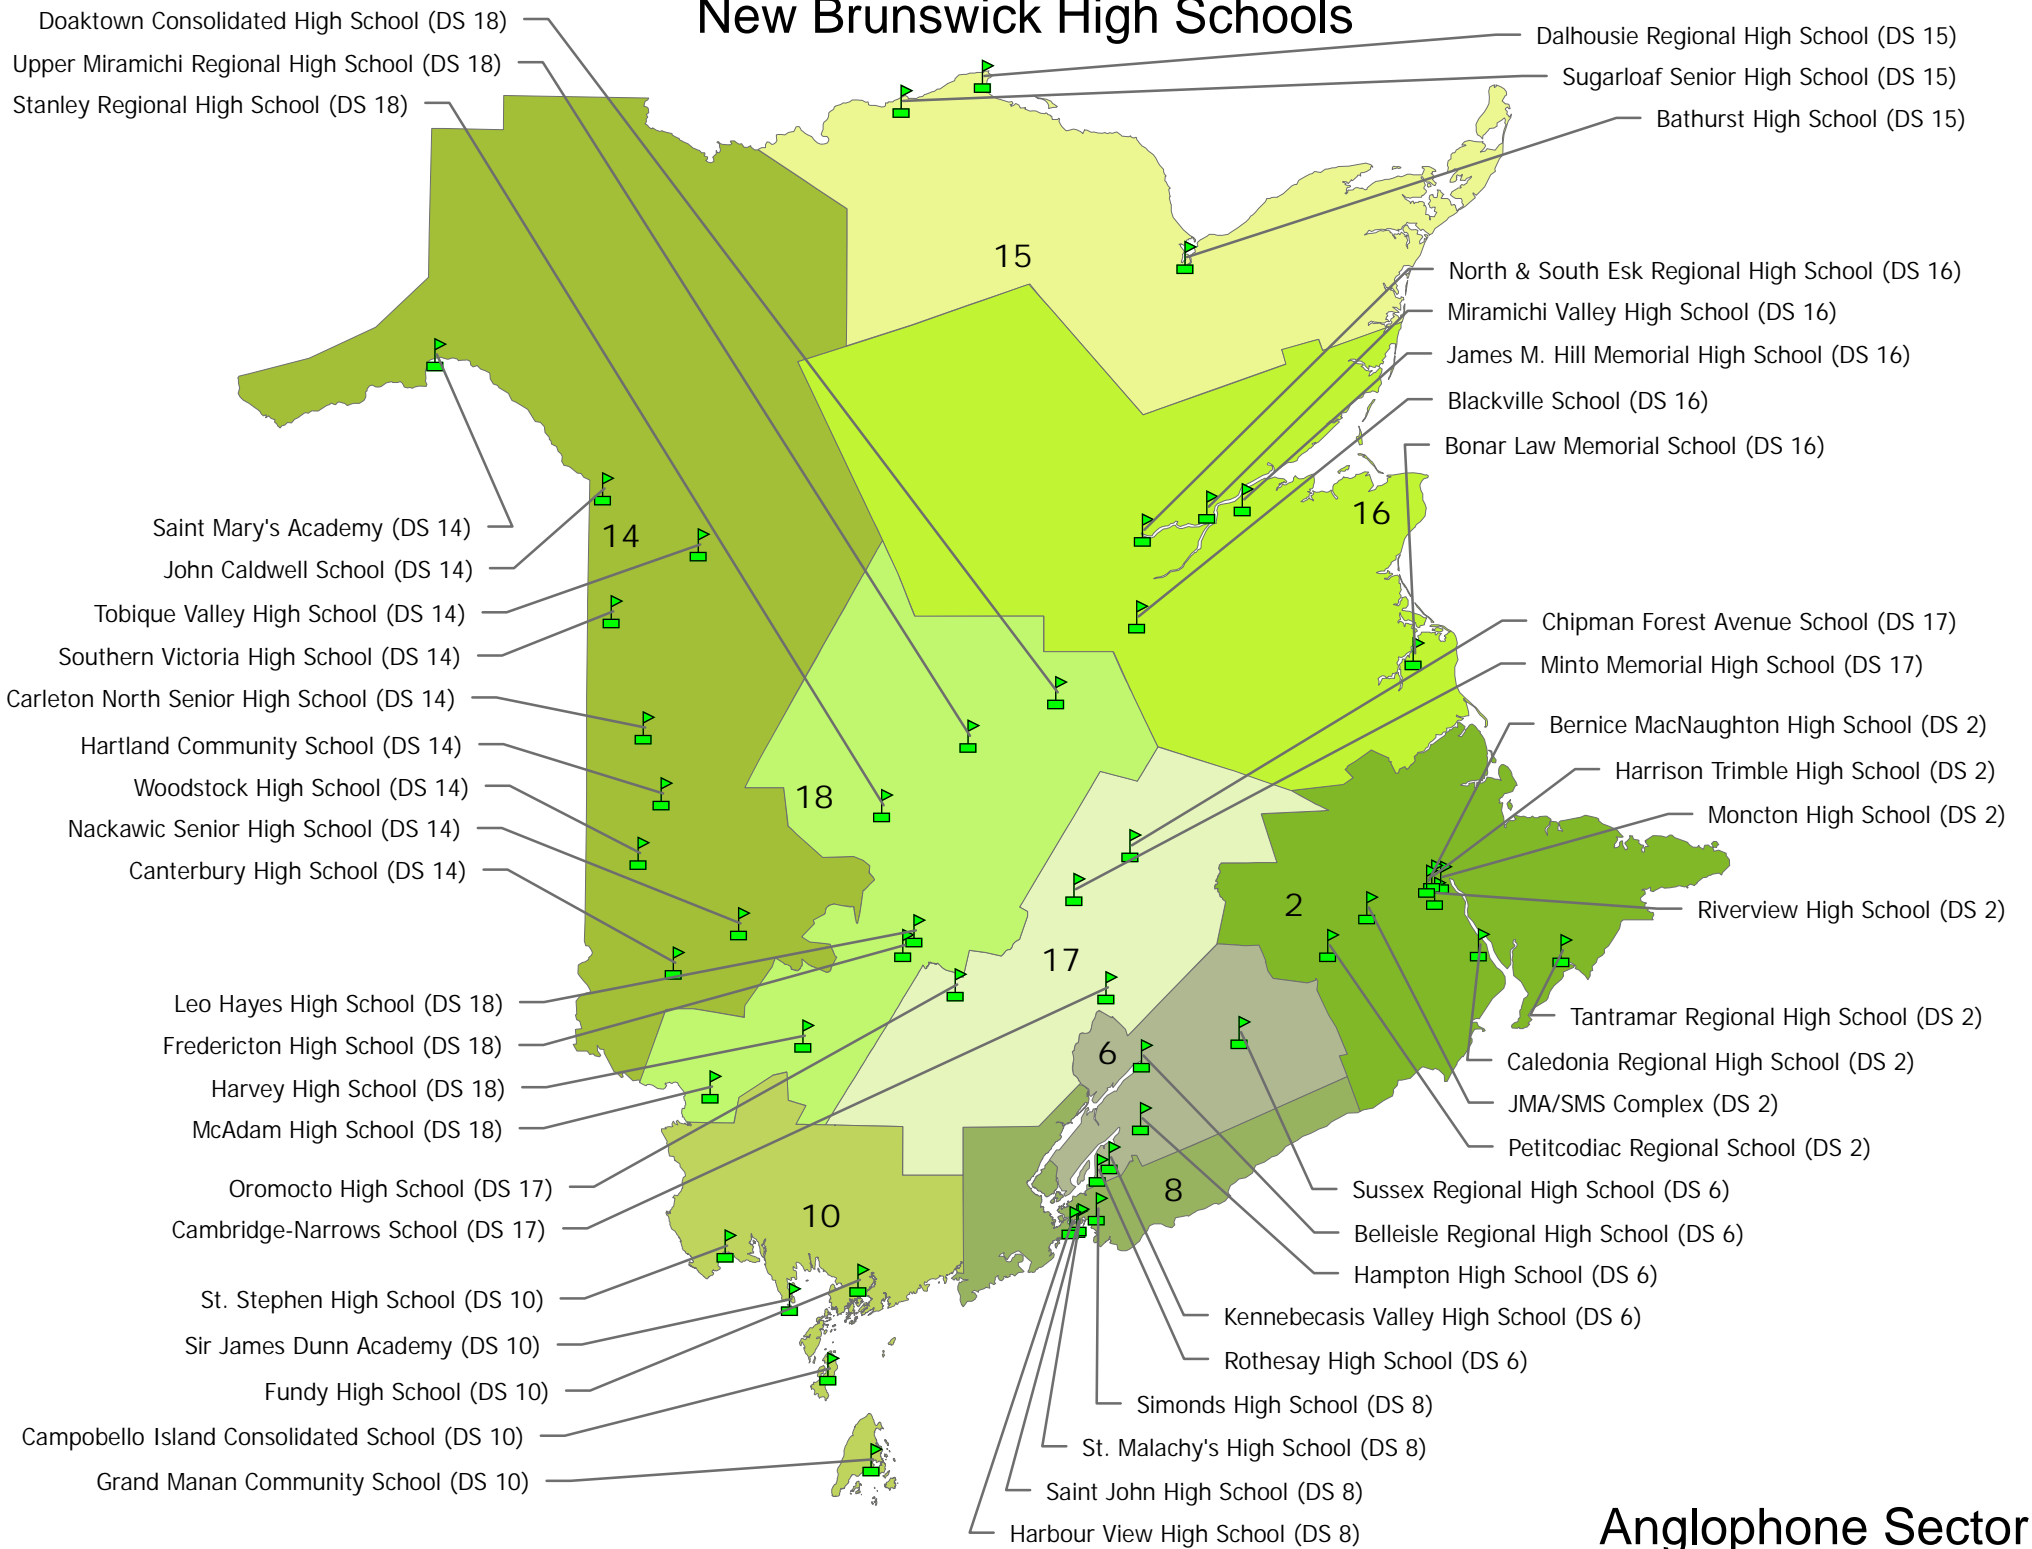 New Brunswick High Schools
Doaktown Consolidated High School (DS 18)
Upper Miramichi Regional High School (DS 18)
Stanley Regional High School (DS 18)
Dalhousie Regional High School (DS 15)
Sugarloaf Senior High School (DS 15)
Bathurst High School (DS 15)
15
North & South Esk Regional High School (DS 16)
Miramichi Valley High School (DS 16)
James M. Hill Memorial High School (DS 16)
Blackville School (DS 16)
Bonar Law Memorial School (DS 16)
16
14
Saint Mary's Academy (DS 14)
John Caldwell School (DS 14)
Tobique Valley High School (DS 14)
Southern Victoria High School (DS 14)
Carleton North Senior High School (DS 14)
Hartland Community School (DS 14)
Woodstock High School (DS 14)
Nackawic Senior High School (DS 14)
Canterbury High School (DS 14)
Chipman Forest Avenue School (DS 17)
Minto Memorial High School (DS 17)
Bernice MacNaughton High School (DS 2)
Harrison Trimble High School (DS 2)
Moncton High School (DS 2)
Riverview High School (DS 2)
18
2
17
6
8
10
Leo Hayes High School (DS 18)
Fredericton High School (DS 18)
Harvey High School (DS 18)
McAdam High School (DS 18)
Oromocto High School (DS 17)
Cambridge-Narrows School (DS 17)
St. Stephen High School (DS 10)
Sir James Dunn Academy (DS 10)
Fundy High School (DS 10)
Campobello Island Consolidated School (DS 10)
Grand Manan Community School (DS 10)
Tantramar Regional High School (DS 2)
Caledonia Regional High School (DS 2)
JMA/SMS Complex (DS 2)
Petitcodiac Regional School (DS 2)
Sussex Regional High School (DS 6)
Belleisle Regional High School (DS 6)
Hampton High School (DS 6)
Kennebecasis Valley High School (DS 6)
Rothesay High School (DS 6)
Simonds High School (DS 8)
St. Malachy's High School (DS 8)
Saint John High School (DS 8)
Harbour View High School (DS 8)
Anglophone Sector